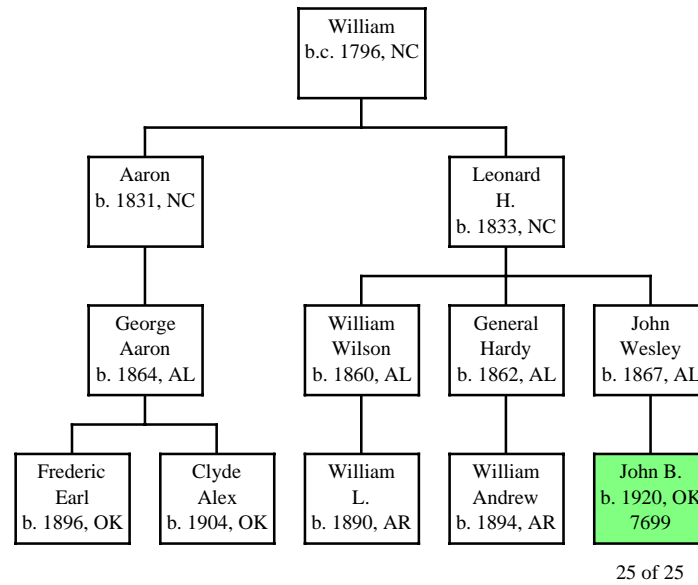 William
b.c. 1796, NC
Aaron
b. 1831, NC
Leonard
H.
b. 1833, NC
George
Aaron
b. 1864, AL
William
Wilson
b. 1860, AL
General
Hardy
b. 1862, AL
John
Wesley
b. 1867, AL
Frederic
Earl
b. 1896, OK
Clyde
Alex
b. 1904, OK
William
L.
b. 1890, AR
William
Andrew
b. 1894, AR
John B.
b. 1920, OK
7699
25 of 25